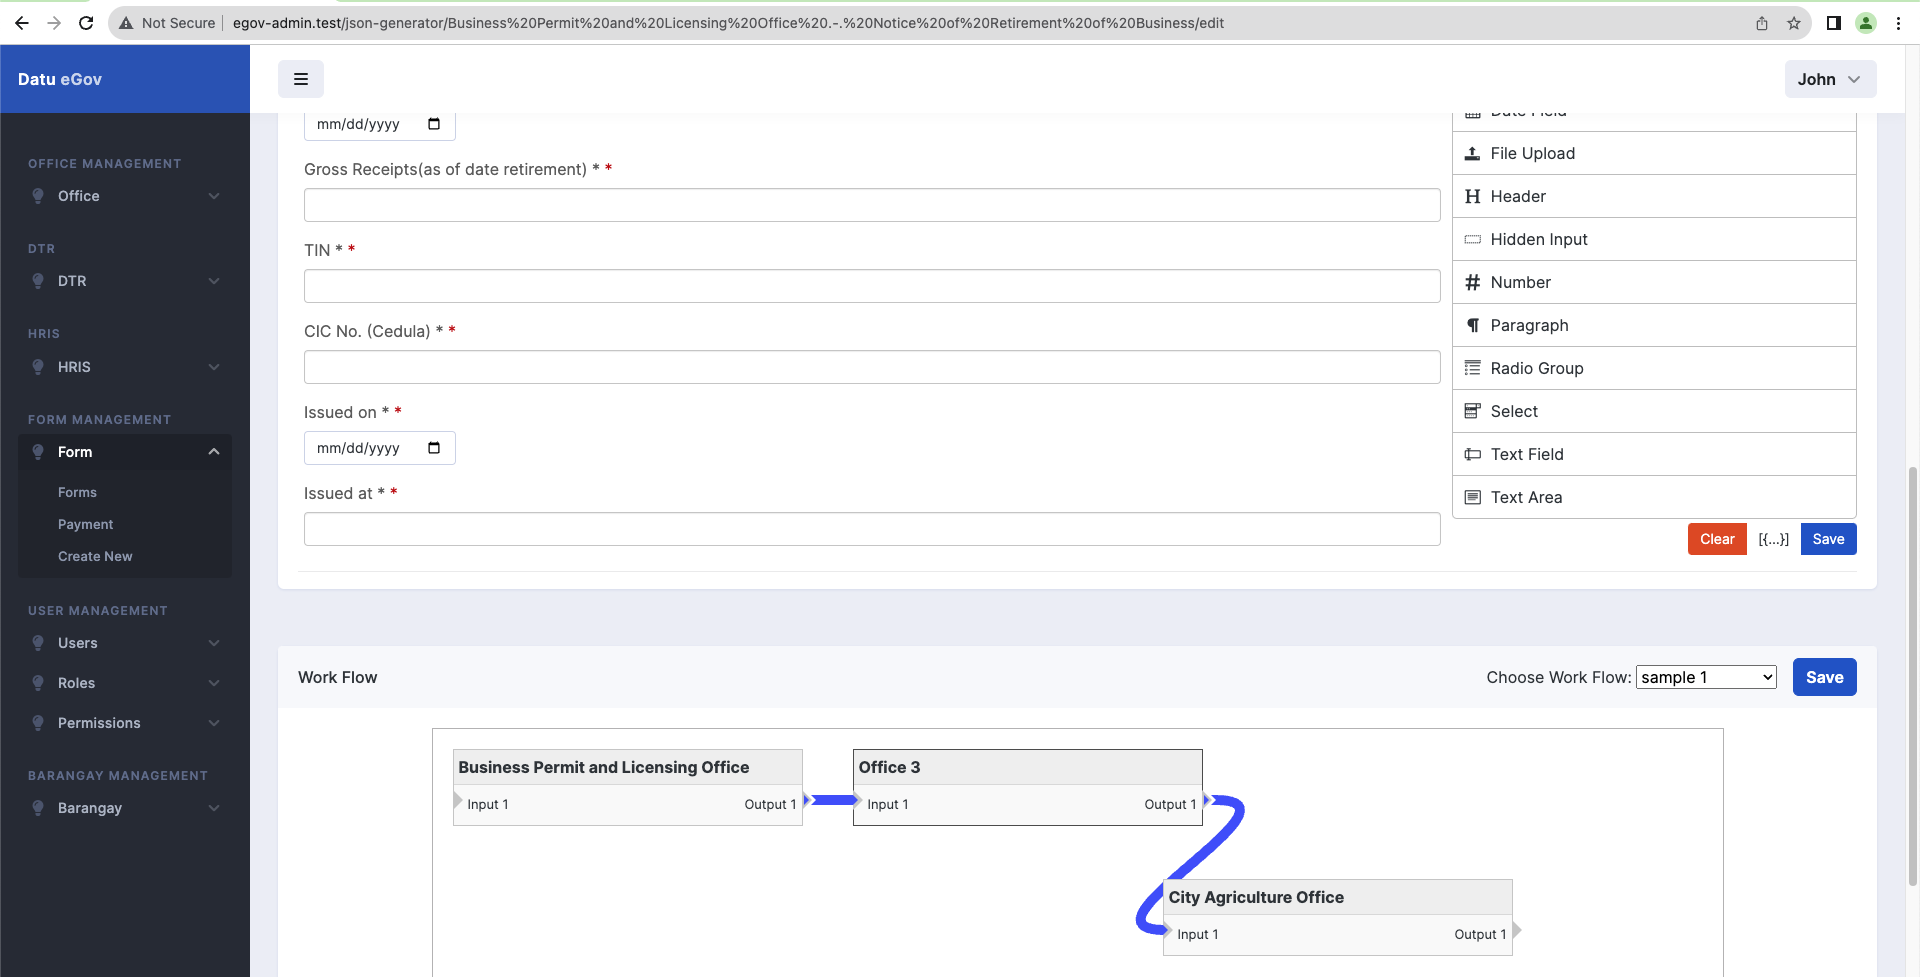 Not Secure
egov-admin.test/json-generator/Business%20Permit%20and%20Licensing%20Office%20.-.%20Notice%20of%20Retirement%20of%20Business/edit
Datu eGov
John
OFFICE MANAGEMENT
Office
DTR
DTR
HRIS
HRIS
FORM MANAGEMENT
Form
Forms
Payment
Create New
USER MANAGEMENT
Users
Roles
Permissions
BARANGAY MANAGEMENT
Barangay
mm/dd/yyyy
Gross Receipts(as of date retirement) * *
TIN * *
CIC No. (Cedula) * *
Issued on * *
mm/dd/yyyy
Issued at * *
Date Field
File Upload
Header
Hidden Input
Number
Paragraph
Radio Group
Select
Text Field
Text Area
Clear [{...}] Save
Work Flow
Choose Work Flow: sample 1 Save
Business Permit and Licensing Office
Input 1 Output 1
Office 3
Input 1 Output 1
City Agriculture Office
Input 1 Output 1